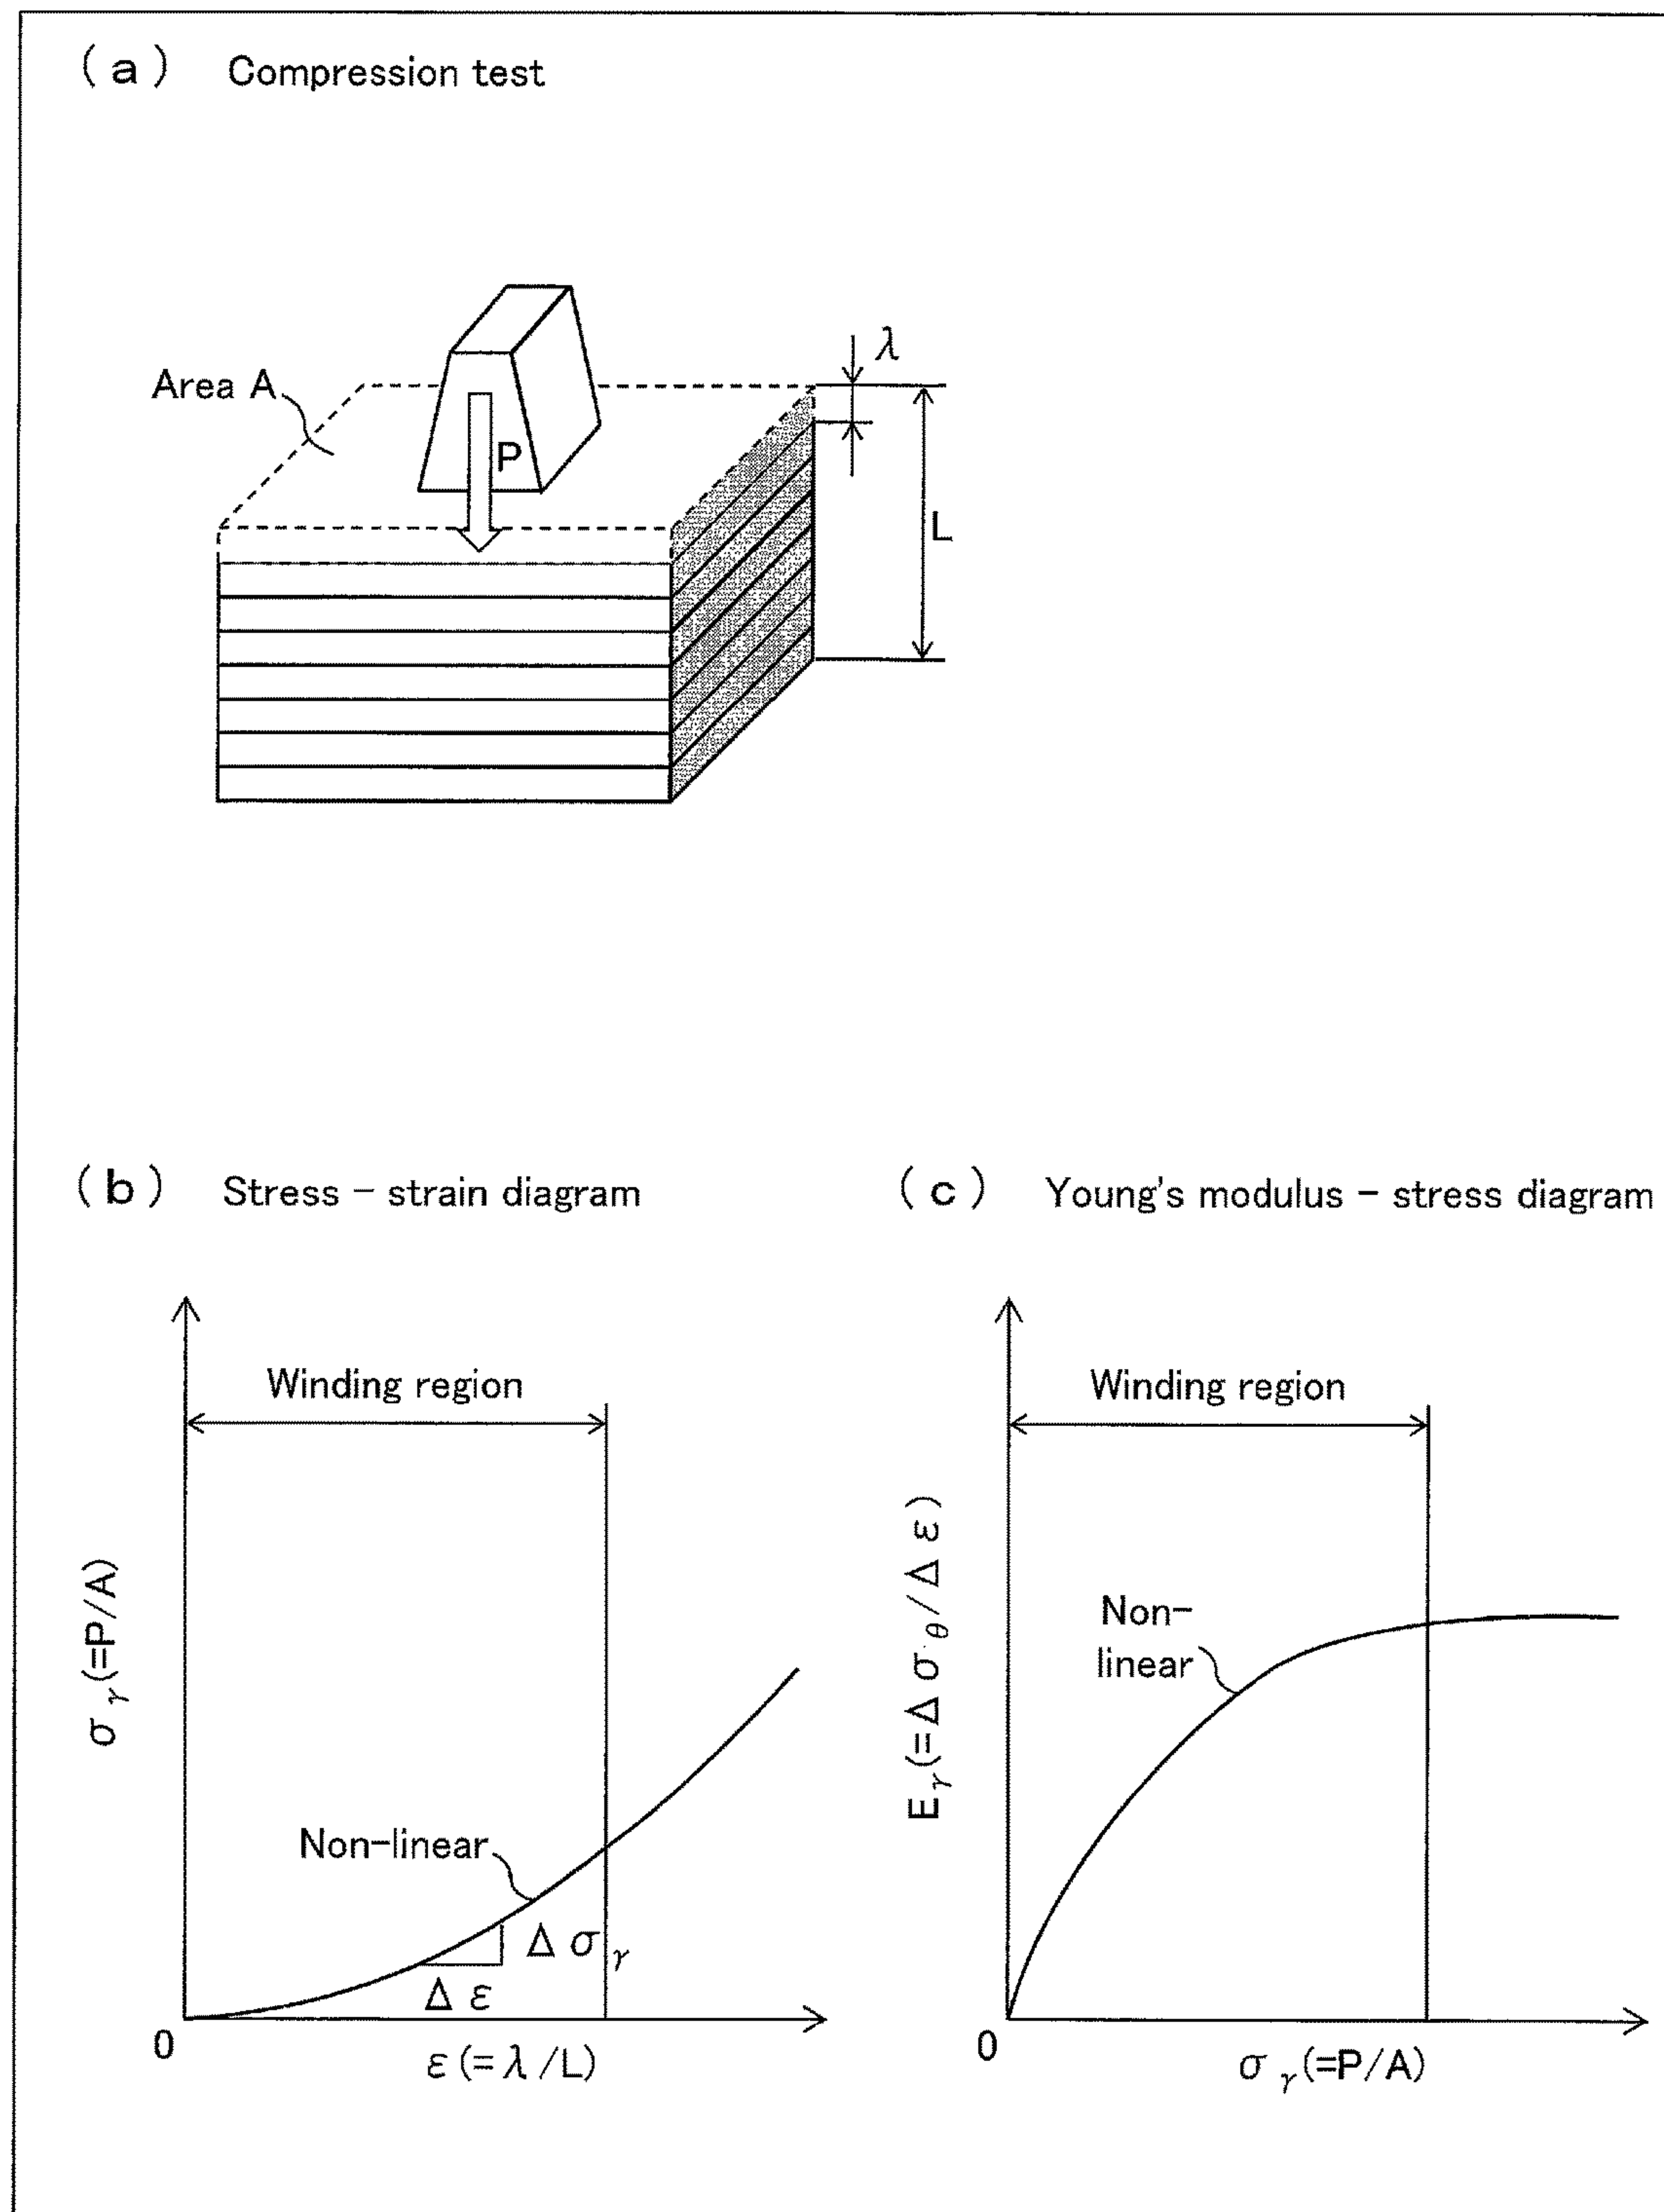 (a) Compression test
λ
Area A
P
L
(b) Stress – strain diagram
(c) Young's modulus – stress diagram
Winding region
σγ(=P/A)
Non-linear
Δσγ
Δε
0
ε(=λ/L)
Winding region
Eγ(=Δσθ/Δε)
Non-
linear
0
σγ(=P/A)